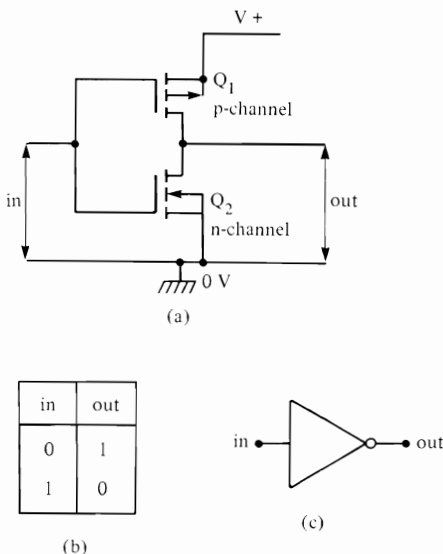 V +
Q1
p-channel
in
Q2
out
n-channel
0 V
(a)
in out
0 1
1 0
(b)
in out
(c)